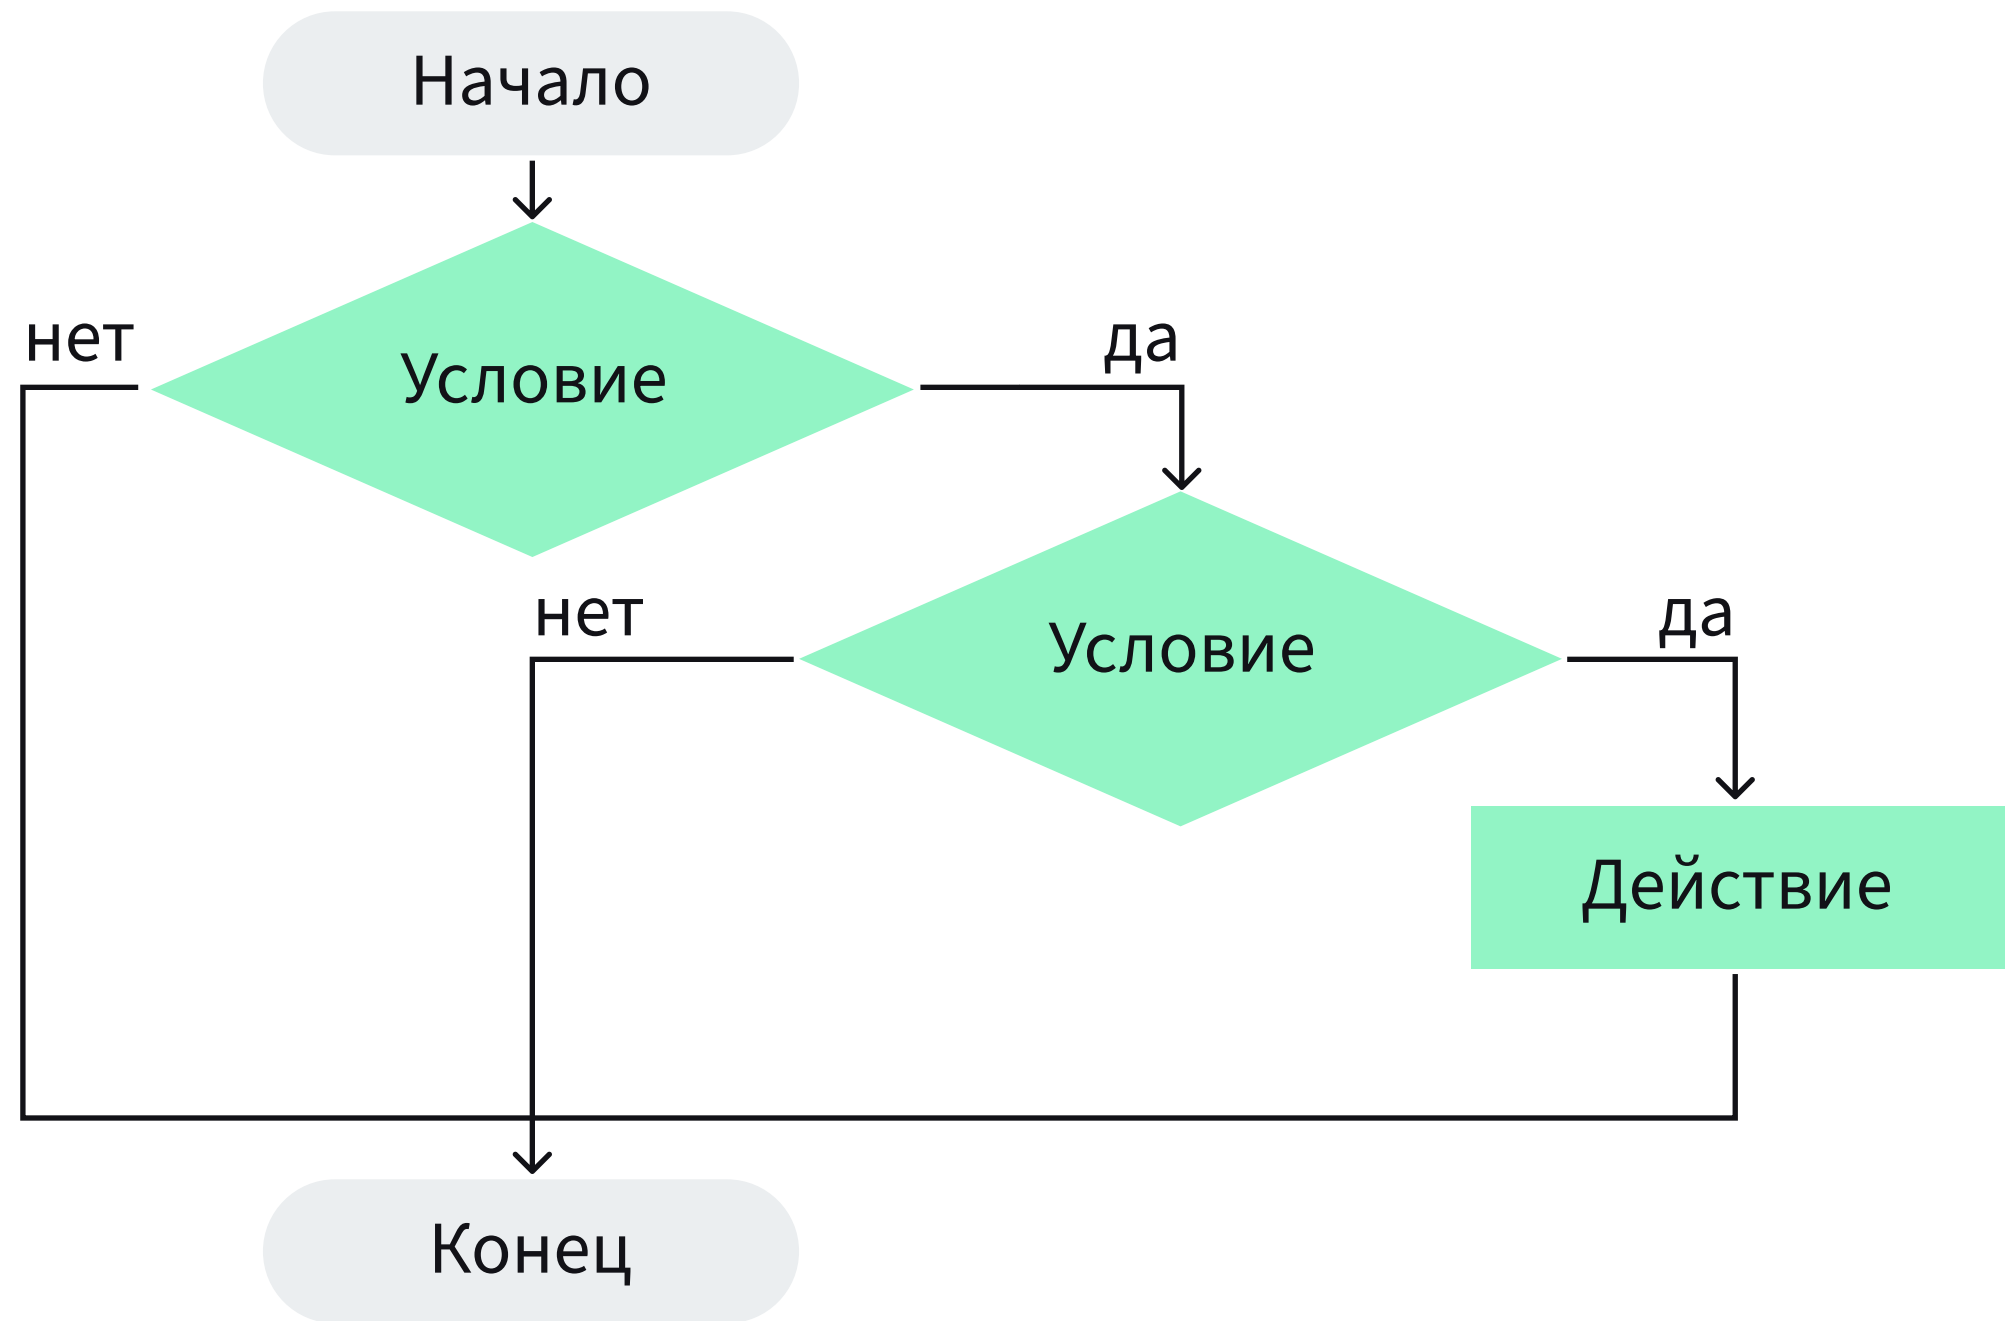 Начало
нет
да
Условие
нет
да
Условие
Действие
Конец